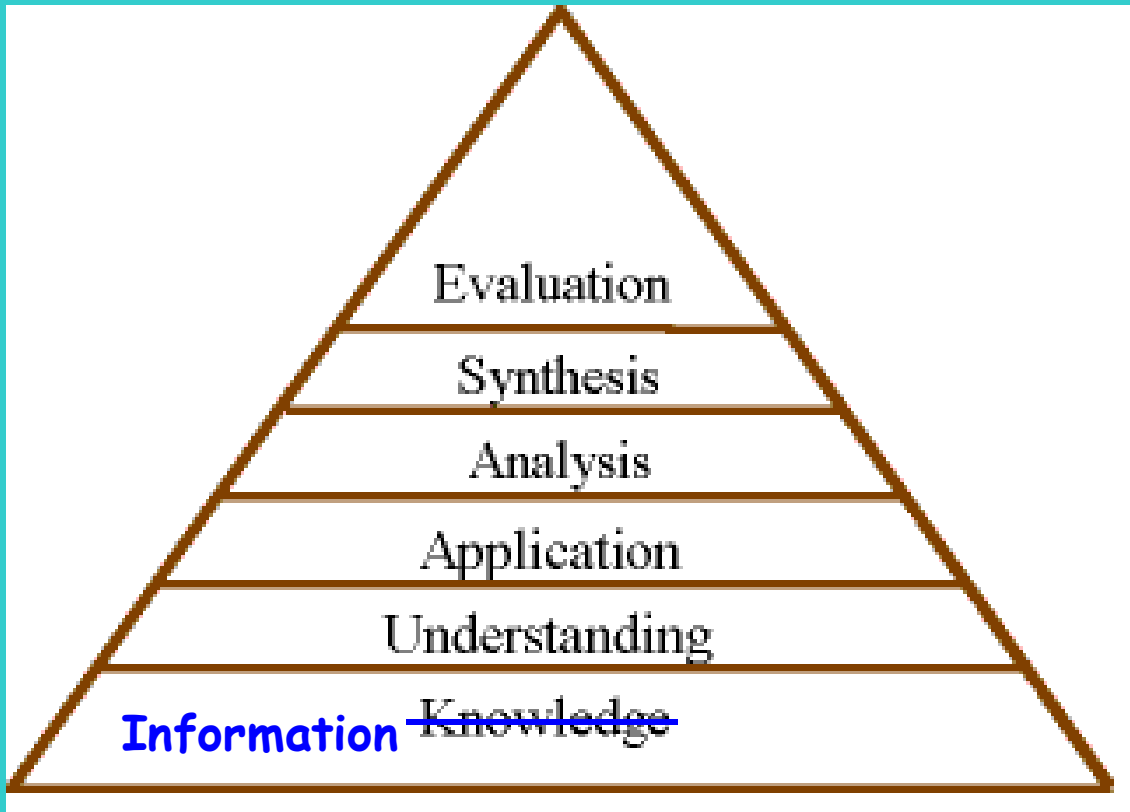 Evaluation
Synthesis
Analysis
Application
Understanding
Information Knowledge